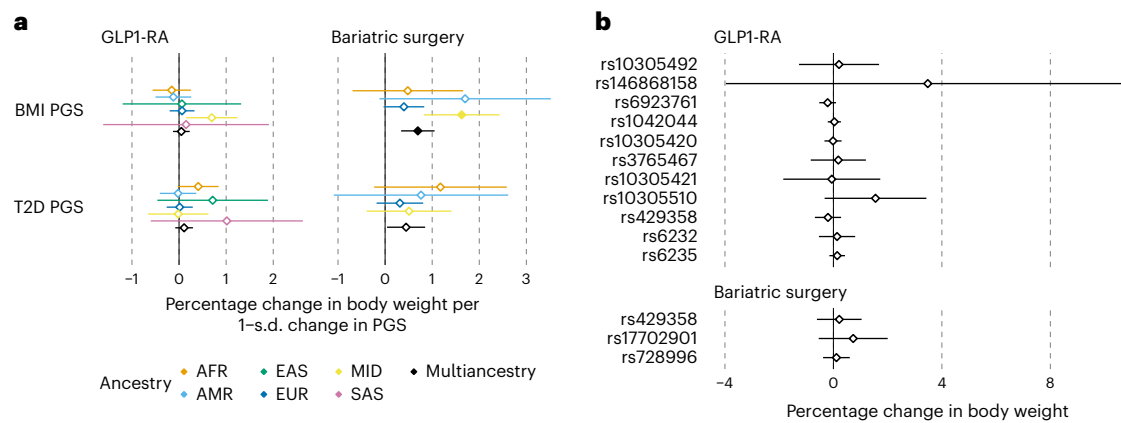 a
GLP1-RA
Bariatric surgery
BMI PGS
T2D PGS
−1 0 1 2
−1 0 1 2 3
Percentage change in body weight per
1−s.d. change in PGS
Ancestry
AFR EAS MID Multiancestry
AMR EUR SAS
b
GLP1-RA
rs10305492
rs146868158
rs6923761
rs1042044
rs10305420
rs3765467
rs10305421
rs10305510
rs429358
rs6232
rs6235
Bariatric surgery
rs429358
rs17702901
rs728996
−4 0 4 8
Percentage change in body weight